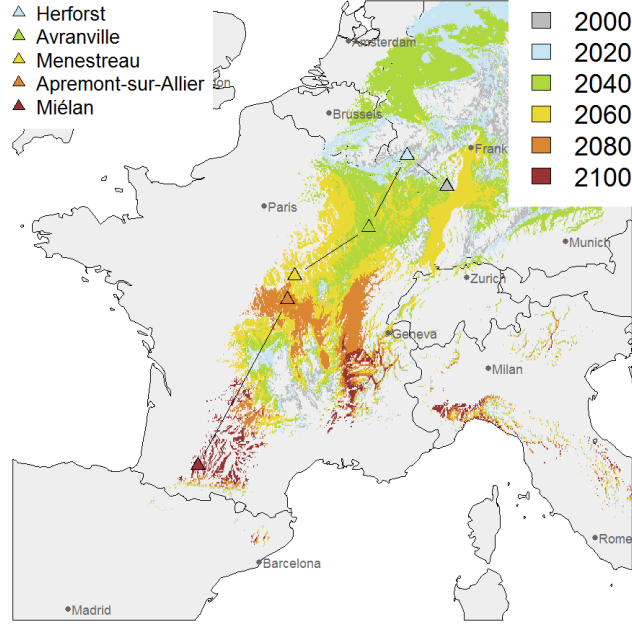 Herforst
Avranville
Menestreau
Apremont-sur-Allier
Miélan
2000
2020
2040
2060
2080
2100
Amsterdam
Brussels
Frank
Paris
Munich
Zurich
Geneva
Milan
Rome
Barcelona
Madrid